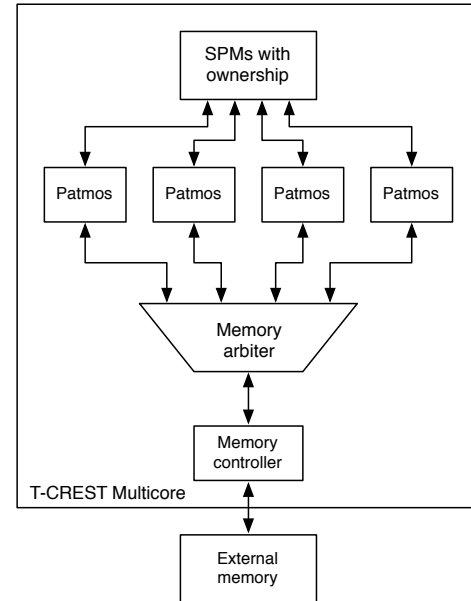 SPMs with
ownership
Patmos
Patmos
Patmos
Patmos
Memory
arbiter
Memory
controller
T-CREST Multicore
External
memory